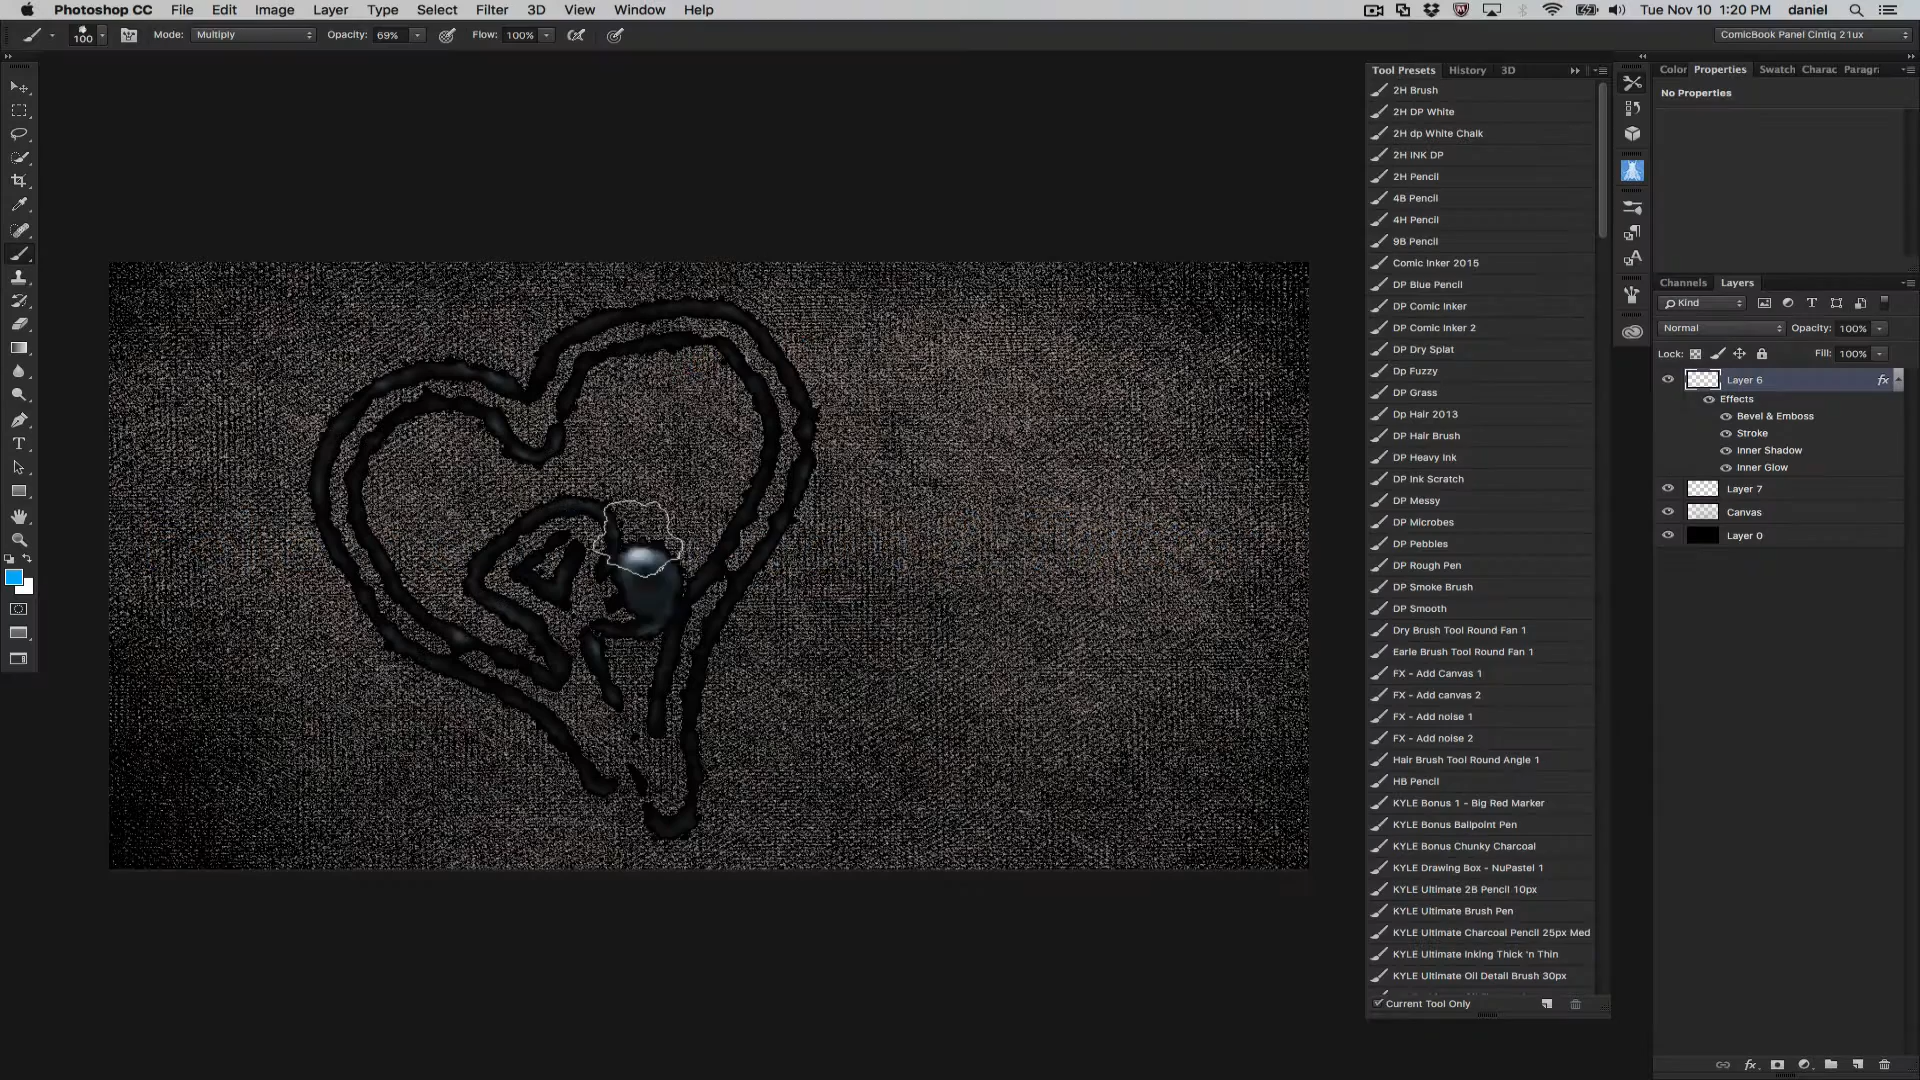 Photoshop CC File Edit Image Layer Type Select Filter 3D View Window Help Tue Nov 10 1:20 PM daniel
100 Mode: Multiply Opacity: 69% Flow: 100% ComicBook Panel Cintiq 21ux
Tool Presets History 3D
2H Brush
2H DP White
2H dp White Chalk
2H INK DP
2H Pencil
4B Pencil
4H Pencil
9B Pencil
Comic Inker 2015
DP Blue Pencil
DP Comic Inker
DP Comic Inker 2
DP Dry Splat
Dp Fuzzy
DP Grass
Dp Hair 2013
DP Hair Brush
DP Heavy Ink
DP Ink Scratch
DP Messy
DP Microbes
DP Pebbles
DP Rough Pen
DP Smoke Brush
DP Smooth
Dry Brush Tool Round Fan 1
Earle Brush Tool Round Fan 1
FX - Add Canvas 1
FX - Add canvas 2
FX - Add noise 1
FX - Add noise 2
Hair Brush Tool Round Angle 1
HB Pencil
KYLE Bonus 1 - Big Red Marker
KYLE Bonus Ballpoint Pen
KYLE Bonus Chunky Charcoal
KYLE Drawing Box - NuPastel 1
KYLE Ultimate 2B Pencil 10px
KYLE Ultimate Brush Pen
KYLE Ultimate Charcoal Pencil 25px Med
KYLE Ultimate Inking Thick 'n Thin
KYLE Ultimate Oil Detail Brush 30px
Current Tool Only
Color Properties Swatch Charac Paragr
No Properties
Channels Layers
Kind
Normal Opacity: 100%
Lock: Fill: 100%
Layer 6 fx
Effects
Bevel & Emboss
Stroke
Inner Shadow
Inner Glow
Layer 7
Canvas
Layer 0
fx